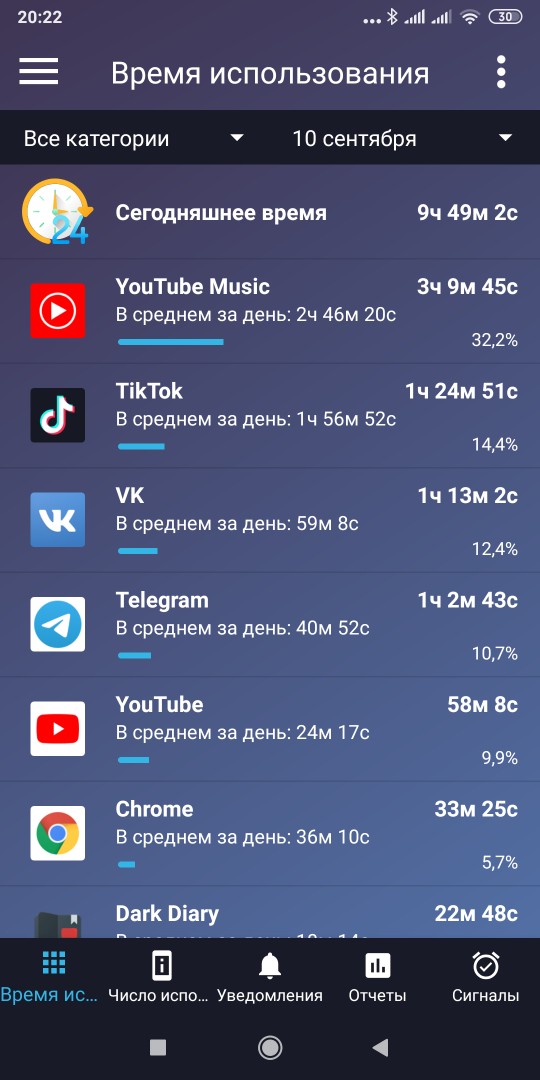 20:22
30
Время использования
Все категории
10 сентября
24
Сегодняшнее время
9ч 49м 2с
YouTube Music
3ч 9м 45с
В среднем за день: 2ч 46м 20с
32,2%
TikTok
1ч 24м 51с
В среднем за день: 1ч 56м 52с
14,4%
VK
1ч 13м 2с
В среднем за день: 59м 8с
12,4%
Telegram
1ч 2м 43с
В среднем за день: 40м 52с
10,7%
YouTube
58м 8с
В среднем за день: 24м 17с
9,9%
Chrome
33м 25с
В среднем за день: 36м 10с
5,7%
Dark Diary
22м 48с
Время ис...
Число испо...
Уведомления
Отчеты
Сигналы